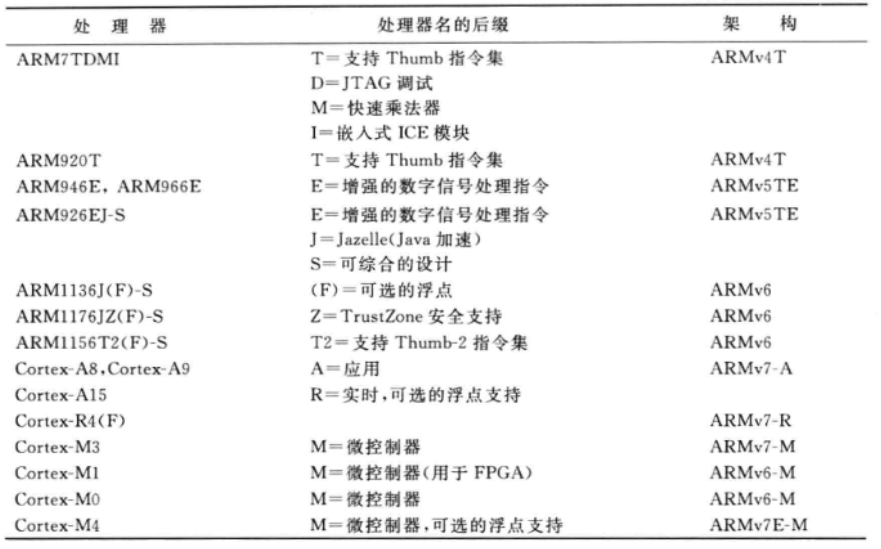 处 理 器 处理器名的后缀 架 构
ARM7TDMI T=支持 Thumb 指令集 ARMv4T
D=JTAG 调试
M=快速乘法器
I=嵌入式 ICE 模块
ARM920T T=支持 Thumb 指令集 ARMv4T
ARM946E, ARM966E E=增强的数字信号处理指令 ARMv5TE
ARM926EJ-S E=增强的数字信号处理指令 ARMv5TE
J=Jazelle(Java 加速)
S=可综合的设计
ARM1136J(F)-S (F)=可选的浮点 ARMv6
ARM1176JZ(F)-S Z=TrustZone 安全支持 ARMv6
ARM1156T2(F)-S T2=支持 Thumb-2 指令集 ARMv6
Cortex-A8,Cortex-A9 A=应用 ARMv7-A
Cortex-A15 R=实时,可选的浮点支持
Cortex-R4(F) ARMv7-R
Cortex-M3 M=微控制器 ARMv7-M
Cortex-M1 M=微控制器(用于 FPGA) ARMv6-M
Cortex-M0 M=微控制器 ARMv6-M
Cortex-M4 M=微控制器,可选的浮点支持 ARMv7E-M